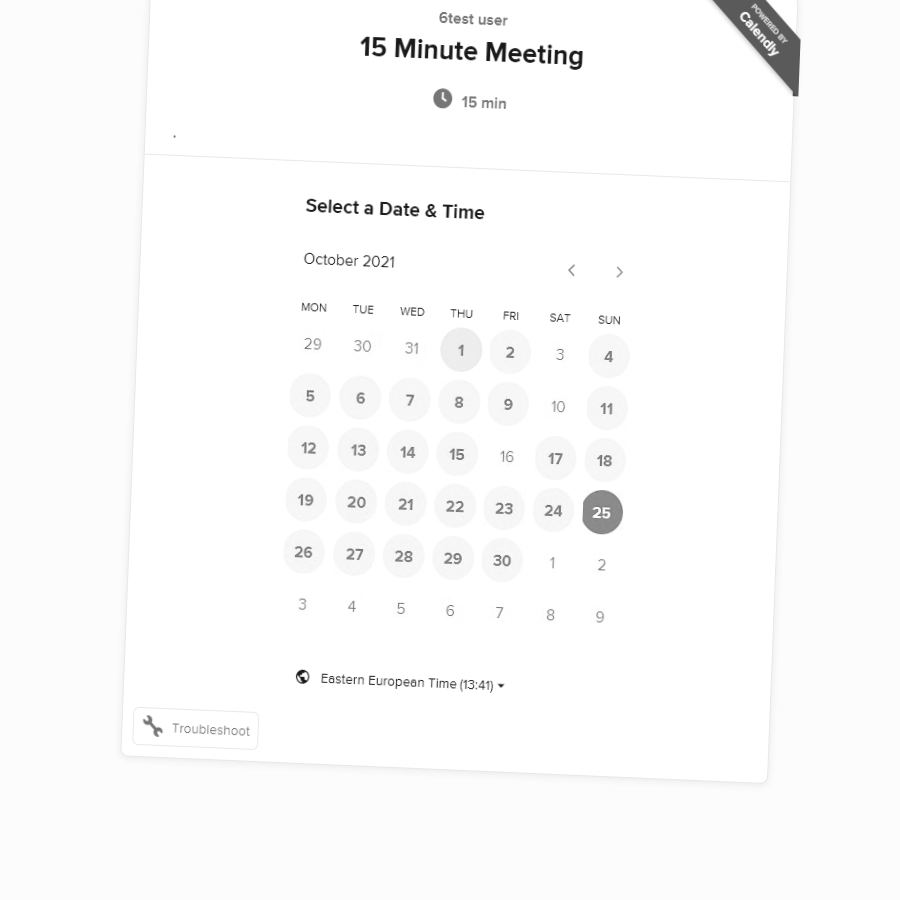 6test user
POWERED BY
Calendly
15 Minute Meeting
15 min
.
Select a Date & Time
October 2021
MON TUE WED THU FRI SAT SUN
29 30 31 1 2 3 4
5 6 7 8 9 10 11
12 13 14 15 16 17 18
19 20 21 22 23 24 25
26 27 28 29 30 1 2
3 4 5 6 7 8 9
Eastern European Time (13:41)
Troubleshoot